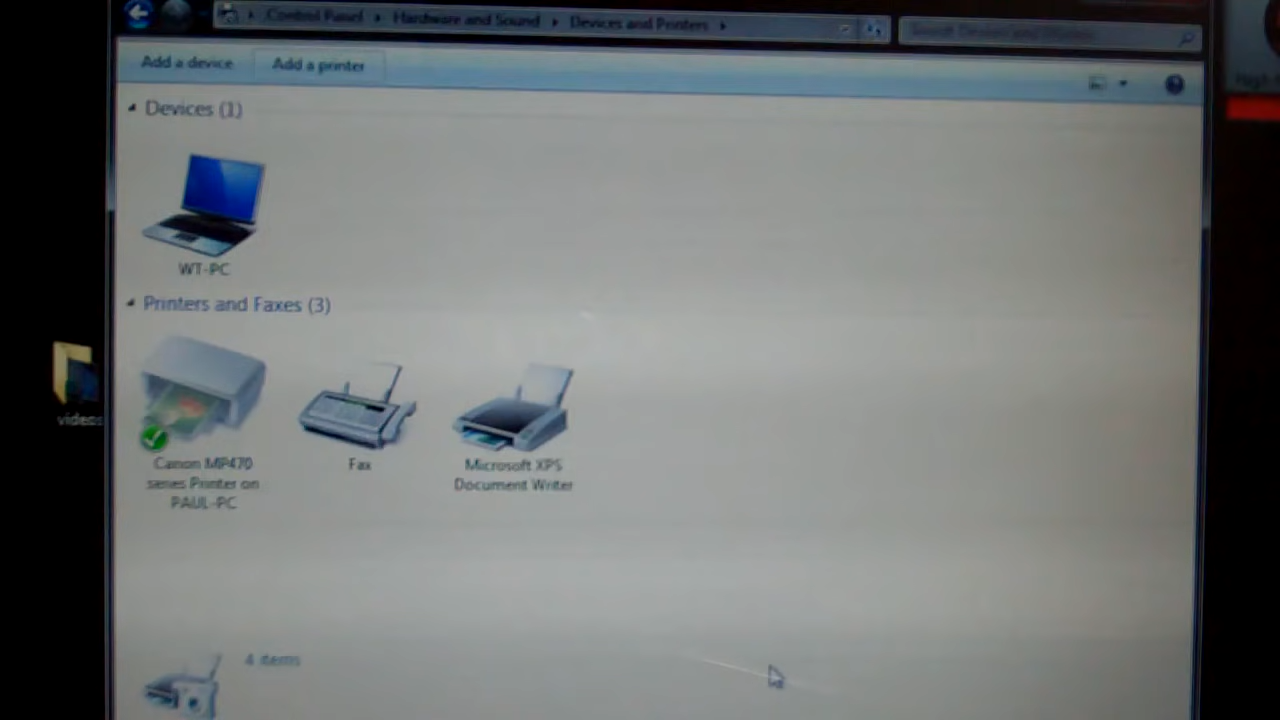 Control Panel Hardware and Sound Devices and Printers
Add a device Add a printer
Devices (1)
WT-PC
Printers and Faxes (3)
videos
Canon MP470
series Printer on
PAUL-PC
Fax
Microsoft XPS
Document Writer
4 items